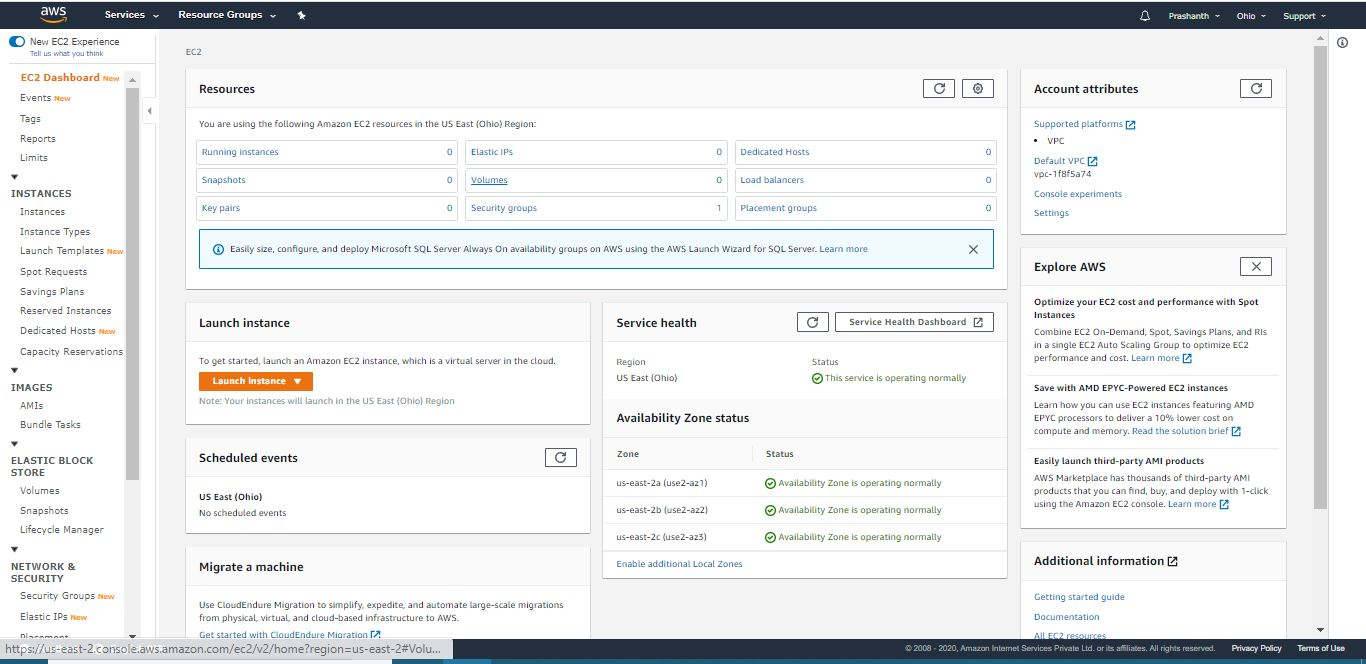 aws Services Resource Groups Prashanth Ohio Support
New EC2 Experience
Tell us what you think
EC2 Dashboard New
Events New
Tags
Reports
Limits
INSTANCES
Instances
Instance Types
Launch Templates New
Spot Requests
Savings Plans
Reserved Instances
Dedicated Hosts New
Capacity Reservations
IMAGES
AMIs
Bundle Tasks
ELASTIC BLOCK
STORE
Volumes
Snapshots
Lifecycle Manager
NETWORK &
SECURITY
Security Groups New
Elastic IPs New
Placement
EC2
Resources
You are using the following Amazon EC2 resources in the US East (Ohio) Region:
Running instances 0 Elastic IPs 0 Dedicated Hosts 0
Snapshots 0 Volumes 0 Load balancers 0
Key pairs 0 Security groups 1 Placement groups 0
Easily size, configure, and deploy Microsoft SQL Server Always On availability groups on AWS using the AWS Launch Wizard for SQL Server. Learn more
Launch instance
To get started, launch an Amazon EC2 instance, which is a virtual server in the cloud.
Launch instance
Note: Your instances will launch in the US East (Ohio) Region
Scheduled events
US East (Ohio)
No scheduled events
Migrate a machine
Use CloudEndure Migration to simplify, expedite, and automate large-scale migrations
from physical, virtual, and cloud-based infrastructure to AWS.
Get started with CloudEndure Migration
Service health
Service Health Dashboard
Region Status
US East (Ohio) This service is operating normally
Availability Zone status
Zone Status
us-east-2a (use2-az1) Availability Zone is operating normally
us-east-2b (use2-az2) Availability Zone is operating normally
us-east-2c (use2-az3) Availability Zone is operating normally
Enable additional Local Zones
Account attributes
Supported platforms
• VPC
Default VPC
vpc-1f8f5a74
Console experiments
Settings
Explore AWS
Optimize your EC2 cost and performance with Spot
Instances
Combine EC2 On-Demand, Spot, Savings Plans, and RIs
in a single EC2 Auto Scaling Group to optimize EC2
performance and cost. Learn more
Save with AMD EPYC-Powered EC2 instances
Learn how you can use EC2 instances featuring AMD
EPYC processors to deliver a 10% lower cost on
compute and memory. Read the solution brief
Easily launch third-party AMI products
AWS Marketplace has thousands of third-party AMI
products that you can find, buy, and deploy with 1-click
using the Amazon EC2 console. Learn more
Additional information
Getting started guide
Documentation
All EC2 resources
https://us-east-2.console.aws.amazon.com/ec2/v2/home?region=us-east-2#Volu...
© 2008 - 2020, Amazon Internet Services Private Ltd. or its affiliates. All rights reserved. Privacy Policy Terms of Use